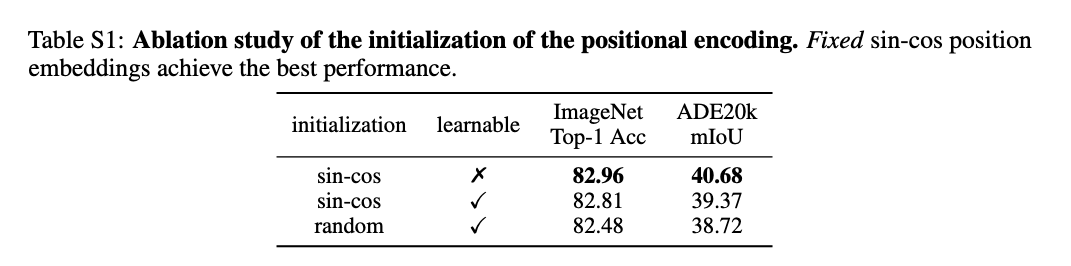 Table S1: Ablation study of the initialization of the positional encoding. Fixed sin-cos position
embeddings achieve the best performance.
initialization learnable ImageNet Top-1 Acc ADE20k mIoU
sin-cos ✗ 82.96 40.68
sin-cos ✓ 82.81 39.37
random ✓ 82.48 38.72